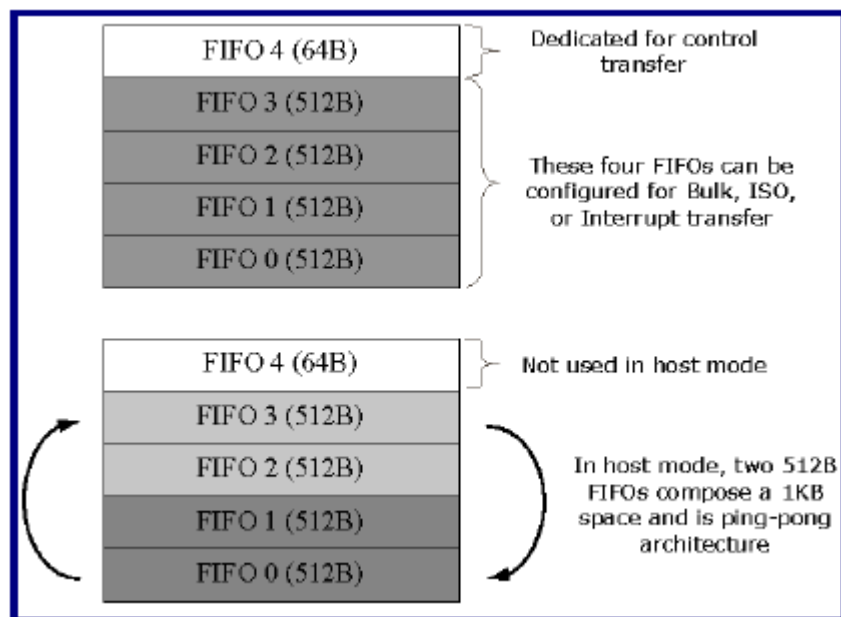 FIFO 4 (64B)
Dedicated for control
transfer
FIFO 3 (512B)
FIFO 2 (512B)
FIFO 1 (512B)
FIFO 0 (512B)
These four FIFOs can be
configured for Bulk, ISO,
or Interrupt transfer
FIFO 4 (64B)
Not used in host mode
FIFO 3 (512B)
FIFO 2 (512B)
FIFO 1 (512B)
FIFO 0 (512B)
In host mode, two 512B
FIFOs compose a 1KB
space and is ping-pong
architecture